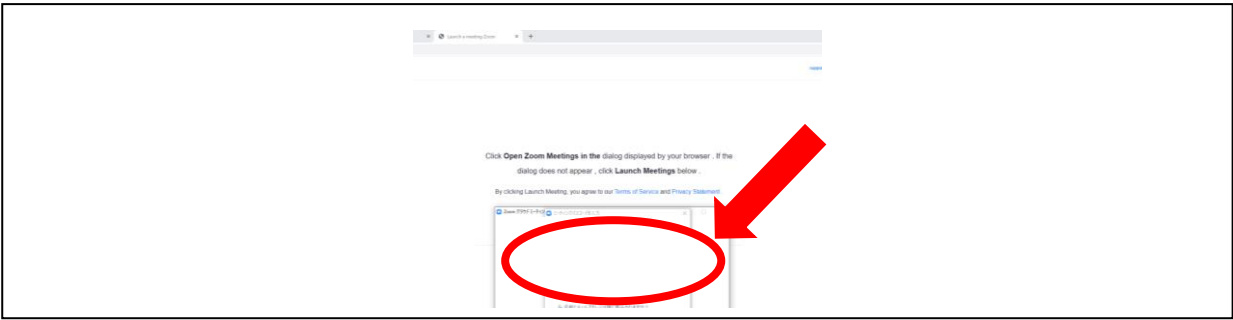 Launch a meeting Zoom
Click Open Zoom Meetings in the dialog displayed by your browser . If the
dialog does not appear , click Launch Meetings below .
By clicking Launch Meeting, you agree to our Terms of Service and Privacy Statement .
Zoom